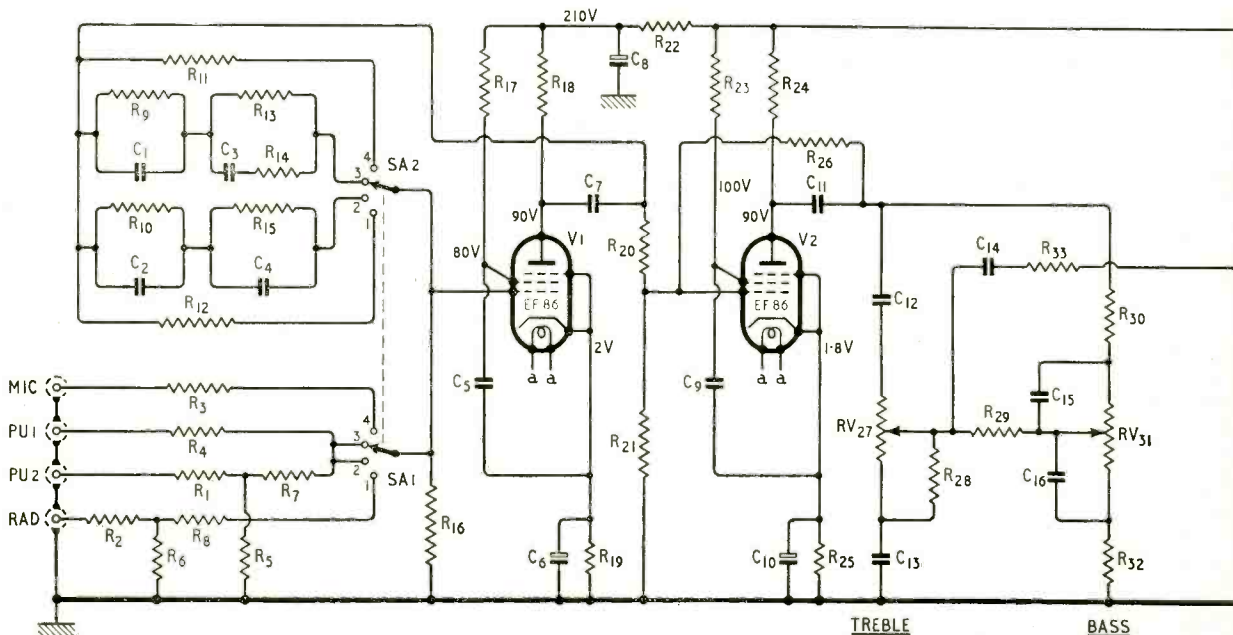 210V
R22
C8
R11
R17
R18
R23
R24
R9
R13
C1
C3
R14
4
SA2
3
2
1
R26
C7
C11
100V
90V
90V
R10
R15
V1
V2
80V
R20
C14
R33
C2
C4
EF86
EF86
C12
R12
2V
1·8V
R30
a a
a a
MIC
R3
C5
C9
C15
R4
4
R29
PU1
3
RV27
RV31
2
R21
PU2
R1
R7
1
SA1
R28
C16
RAD
R2
R8
R16
R6
R5
C6
R19
C10
R25
C13
R32
TREBLE
BASS